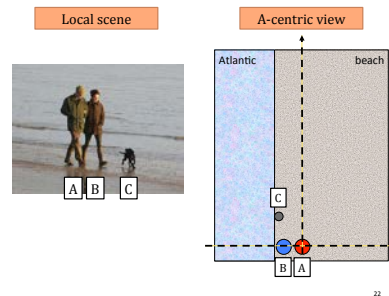 Local scene
A-centric view
Atlantic
beach
A B C
C
B A
22